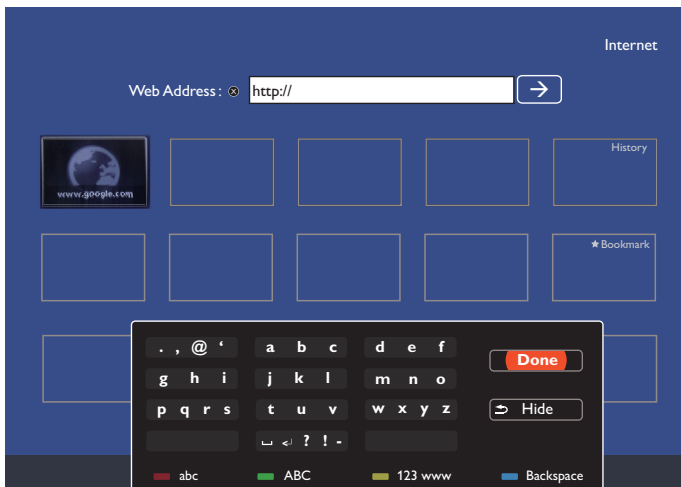 Internet
Web Address : http://
www.google.com
History
★ Bookmark
. , @ ‘ a b c d e f
Done
g h i j k l m n o
p q r s t u v w x y z
Hide
␣ ↵ ? ! -
abc ABC 123 www Backspace